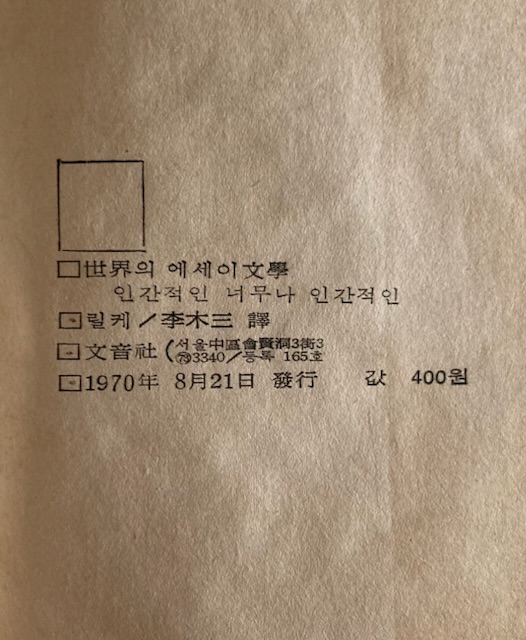 □世界의 에세이文學
인간적인 너무나 인간적인
⊡릴케／李木三 譯
⊡文音社 (서울中區會賢洞3街3
㉓3340／등록 165호
⊡1970年 8月21日 發行 값 400원